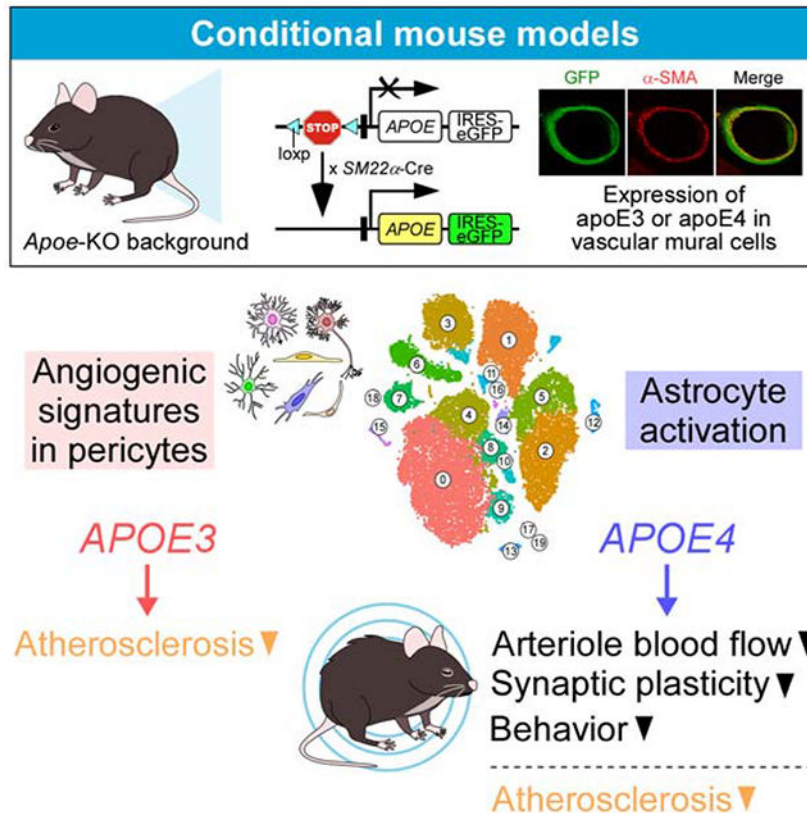 Conditional mouse models
Apoe-KO background
STOP
loxp
APOE
IRES-
eGFP
x SM22α-Cre
APOE
IRES-
eGFP
GFP
α-SMA
Merge
Expression of
apoE3 or apoE4 in
vascular mural cells
Angiogenic
signatures
in pericytes
3
1
6
11
16
5
18
7
4
14
12
15
8
2
10
0
9
17
13
19
Astrocyte
activation
APOE3
Atherosclerosis▼
APOE4
Arteriole blood flow▼
Synaptic plasticity▼
Behavior▼
Atherosclerosis▼